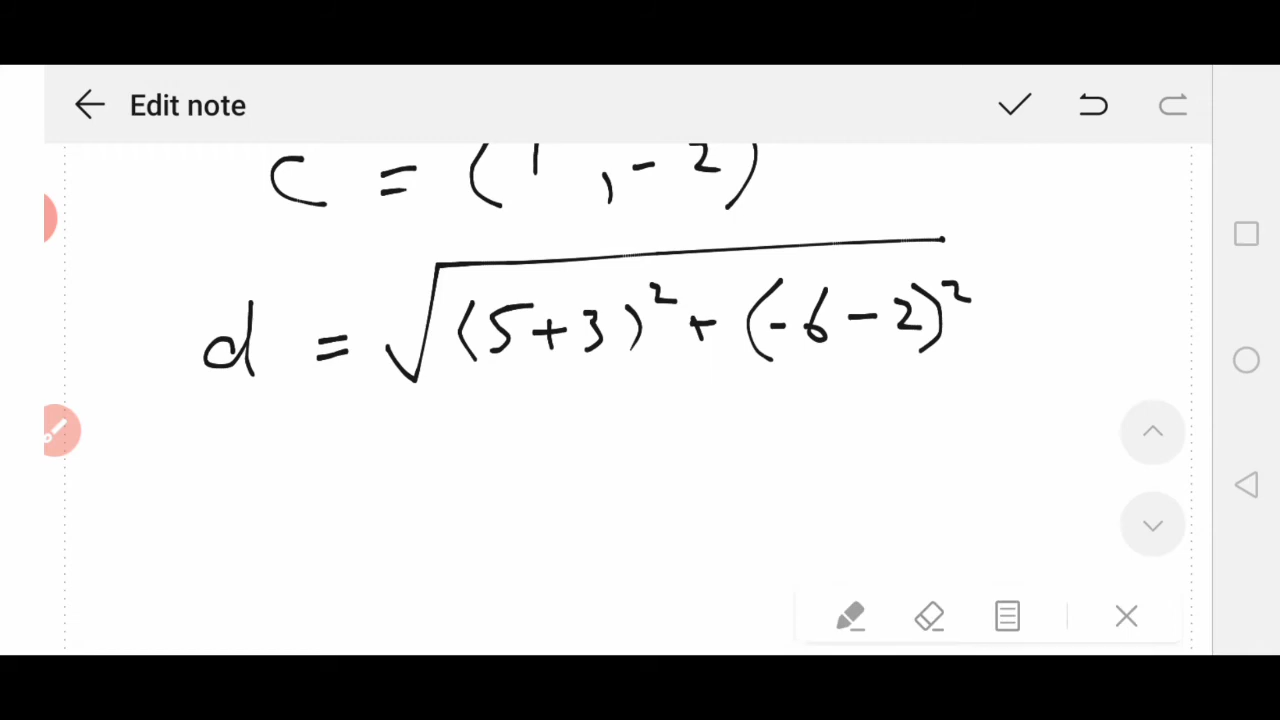 Edit note
C = (1, -2)
d = √(5+3)² + (-6-2)²